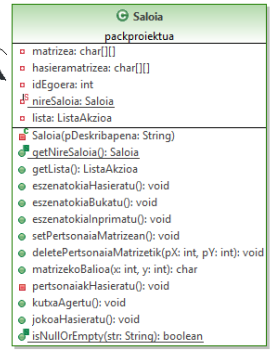 Saloia
packproiektua
matrizea: char[][]
hasieramatrizea: char[][]
idEgoera: int
nireSaloia: Saloia
lista: ListaAkzioa
Saloia(pDeskribapena: String)
getNireSaloia(): Saloia
getLista(): ListaAkzioa
eszenatokiaHasieratu(): void
eszenatokiaBukatu(): void
eszenatokiaInprimatu(): void
setPertsonaiaMatrizean(): void
deletePertsonaiaMatrizetik(pX: int, pY: int): void
matrizekoBalioa(x: int, y: int): char
pertsonaiakHasieratu(): void
kutxaAgertu(): void
jokoaHasieratu(): void
isNullOrEmpty(str: String): boolean